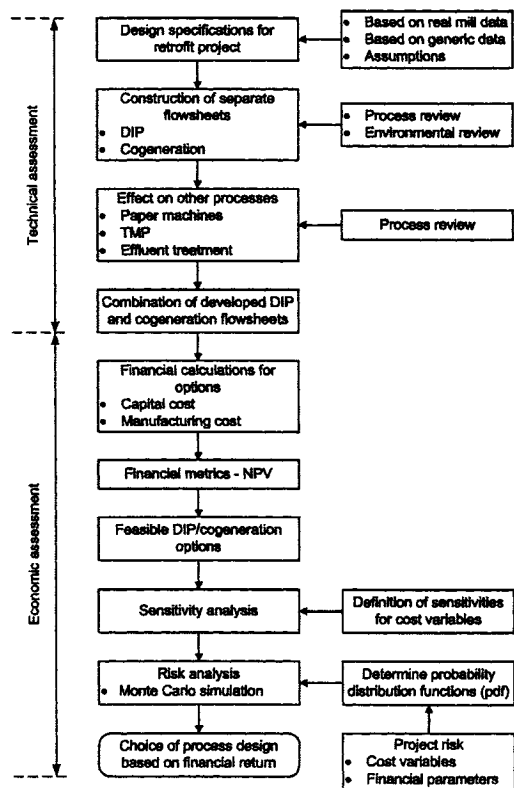 Design specifications for
retrofit project
• Based on real mill data
• Based on generic data
• Assumptions
Construction of separate
flowsheets
• DIP
• Cogeneration
• Process review
• Environmental review
Effect on other processes
• Paper machines
• TMP
• Effluent treatment
Process review
Combination of developed DIP
and cogeneration flowsheets
Technical assessment
Financial calculations for
options
• Capital cost
• Manufacturing cost
Financial metrics - NPV
Feasible DIP/cogeneration
options
Sensitivity analysis
Definition of sensitivities
for cost variables
Risk analysis
• Monte Carlo simulation
Determine probability
distribution functions (pdf)
Choice of process design
based on financial return
Project risk
• Cost variables
• Financial parameters
Economic assessment